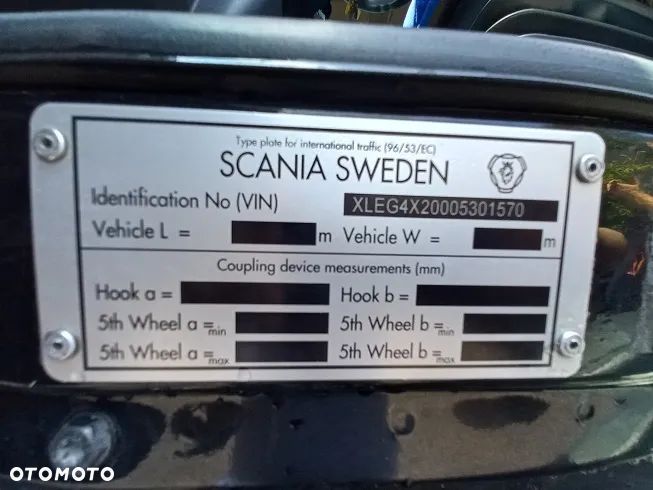 Type plate for international traffic (96/53/EC)
SCANIA SWEDEN
Identification No (VIN) XLEG4X20005301570
Vehicle L = m Vehicle W = m
Coupling device measurements (mm)
Hook a = Hook b =
5th Wheel a = min 5th Wheel b = min
5th Wheel a = max 5th Wheel b = max
OTOMOTO